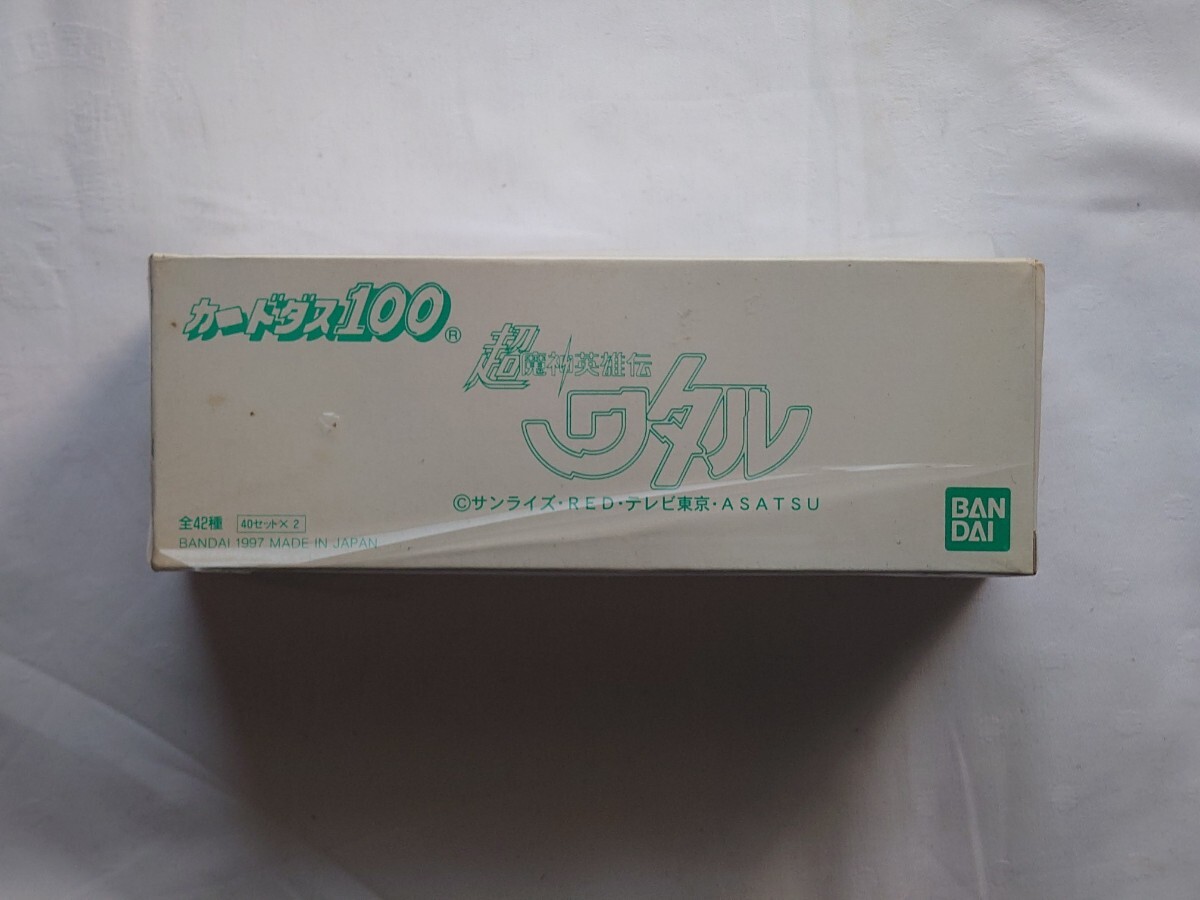 カードダス100®
超魔神英雄伝
ワタル
©サンライズ・RED・テレビ東京・ASATSU
全42種 40セット×2
BANDAI 1997 MADE IN JAPAN
BAN
DAI